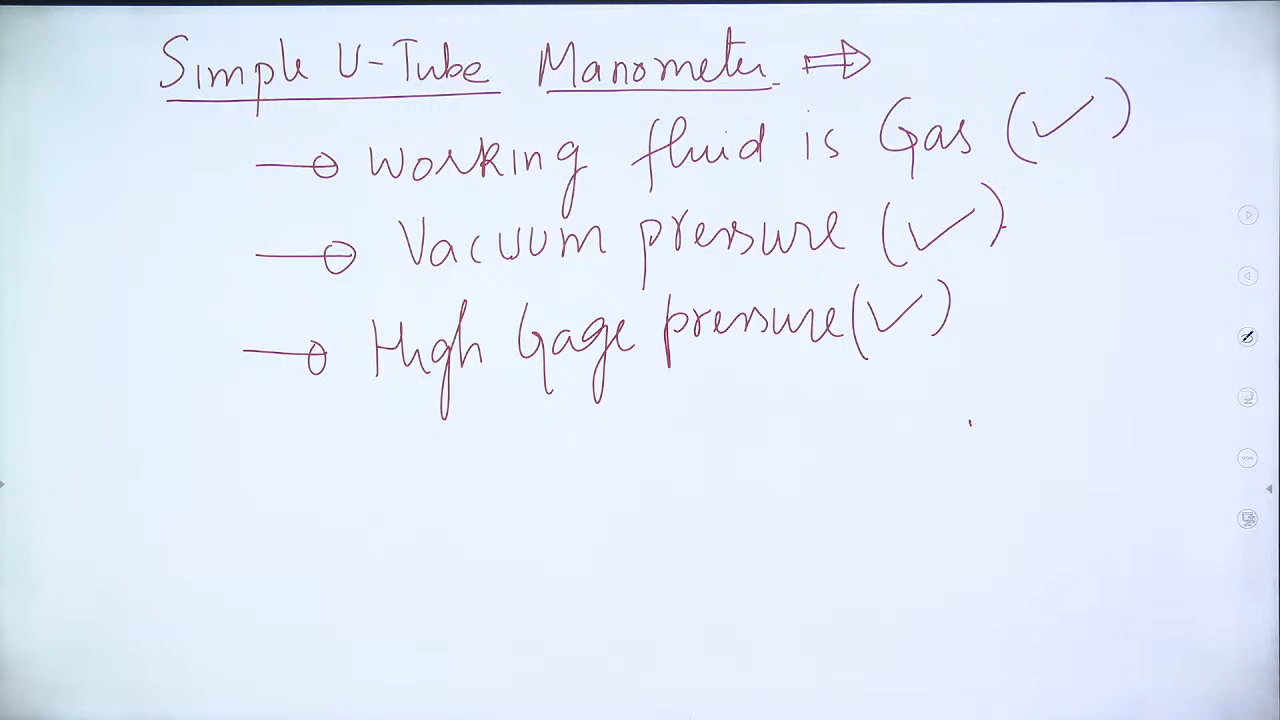 Simple U-Tube Manometer ⇒
→ Working fluid is Gas (✓)
→ Vacuum pressure (✓)
→ High Gage pressure (✓)